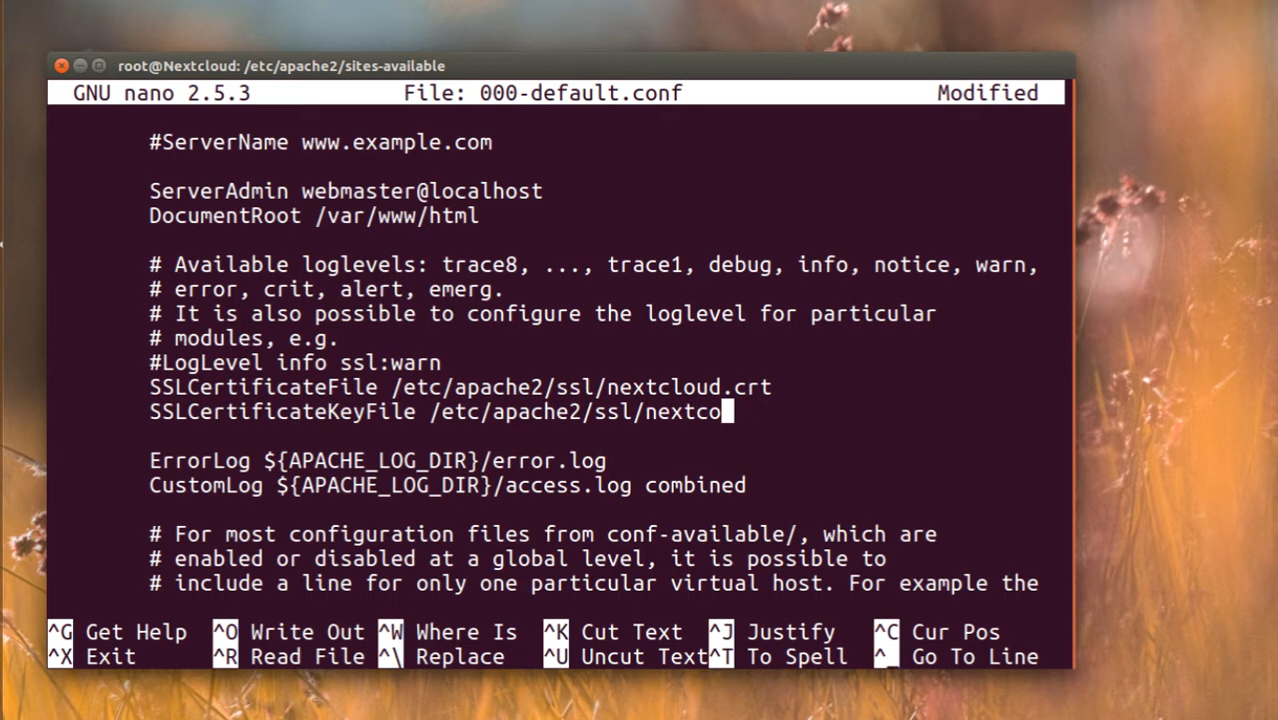 root@Nextcloud: /etc/apache2/sites-available
GNU nano 2.5.3 File: 000-default.conf Modified
#ServerName www.example.com
ServerAdmin webmaster@localhost
DocumentRoot /var/www/html
# Available loglevels: trace8, ..., trace1, debug, info, notice, warn,
# error, crit, alert, emerg.
# It is also possible to configure the loglevel for particular
# modules, e.g.
#LogLevel info ssl:warn
SSLCertificateFile /etc/apache2/ssl/nextcloud.crt
SSLCertificateKeyFile /etc/apache2/ssl/nextco
ErrorLog ${APACHE_LOG_DIR}/error.log
CustomLog ${APACHE_LOG_DIR}/access.log combined
# For most configuration files from conf-available/, which are
# enabled or disabled at a global level, it is possible to
# include a line for only one particular virtual host. For example the
^G Get Help ^O Write Out ^W Where Is ^K Cut Text ^J Justify ^C Cur Pos
^X Exit ^R Read File ^\ Replace ^U Uncut Text ^T To Spell ^_ Go To Line